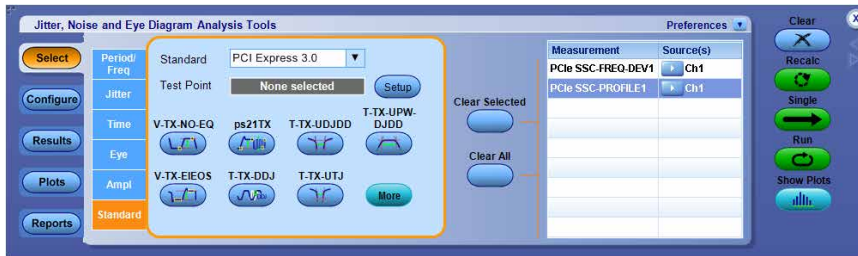 Jitter, Noise and Eye Diagram Analysis Tools
Preferences
Clear
X
Select
Configure
Results
Plots
Reports
Period/
Freq
Jitter
Time
Eye
Ampl
Standard
Standard
PCI Express 3.0
Test Point
None selected
Setup
V-TX-NO-EQ
ps21TX
T-TX-UDJDD
T-TX-UPW-
DJDD
V-TX-EIEOS
T-TX-DDJ
T-TX-UTJ
More
Clear Selected
Clear All
Measurement Source(s)
PCIe SSC-FREQ-DEV1 Ch1
PCIe SSC-PROFILE1 Ch1
Recalc
Single
Run
Show Plots